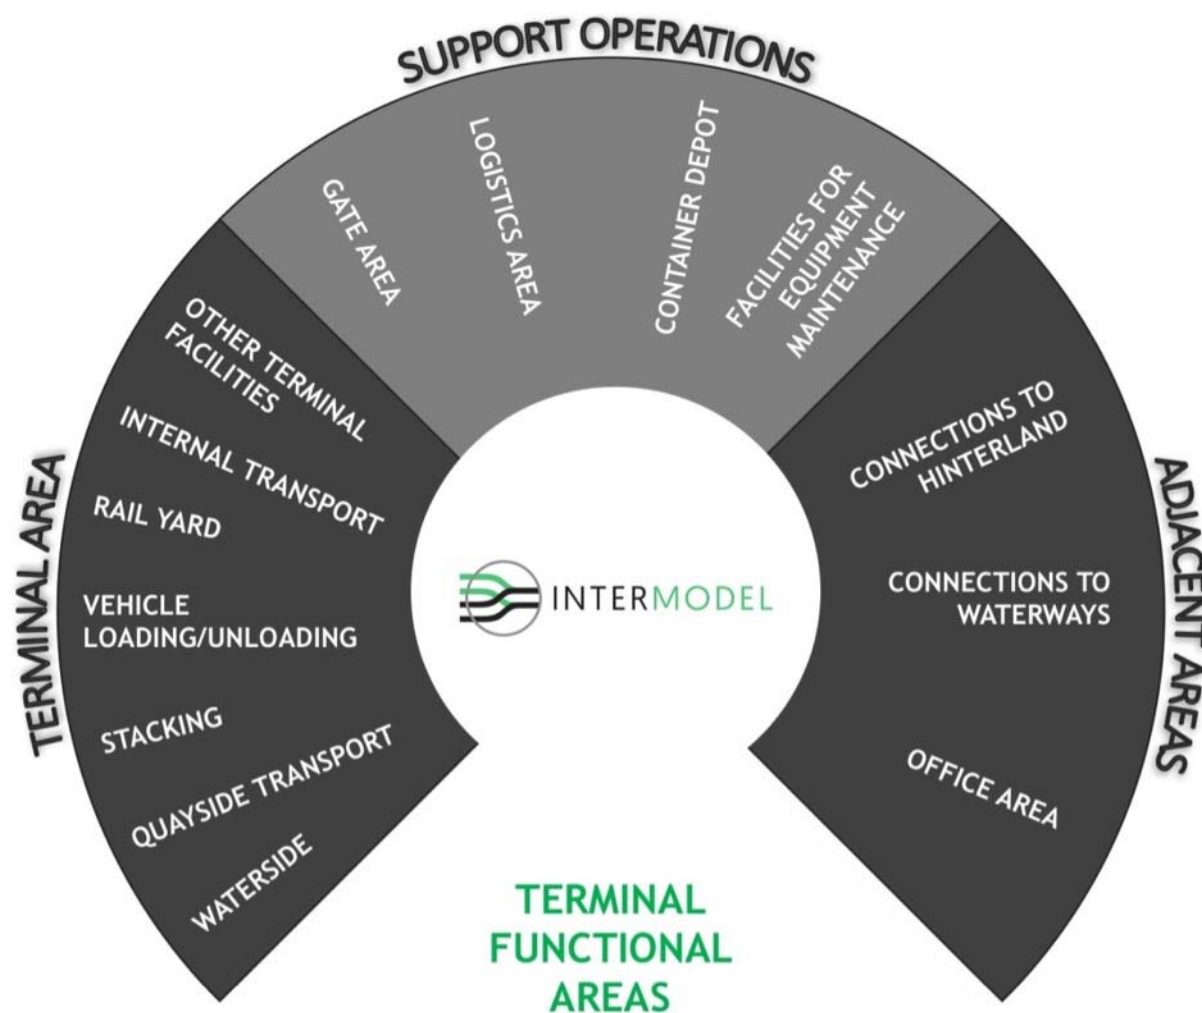 SUPPORT OPERATIONS
GATE AREA
LOGISTICS AREA
CONTAINER DEPOT
FACILITIES FOR
EQUIPMENT
MAINTENANCE
TERMINAL AREA
OTHER TERMINAL
FACILITIES
INTERNAL TRANSPORT
RAIL YARD
VEHICLE
LOADING/UNLOADING
STACKING
QUAYSIDE TRANSPORT
WATERSIDE
INTERMODEL
ADJACENT AREAS
CONNECTIONS TO
HINTERLAND
CONNECTIONS TO
WATERWAYS
OFFICE AREA
TERMINAL
FUNCTIONAL
AREAS